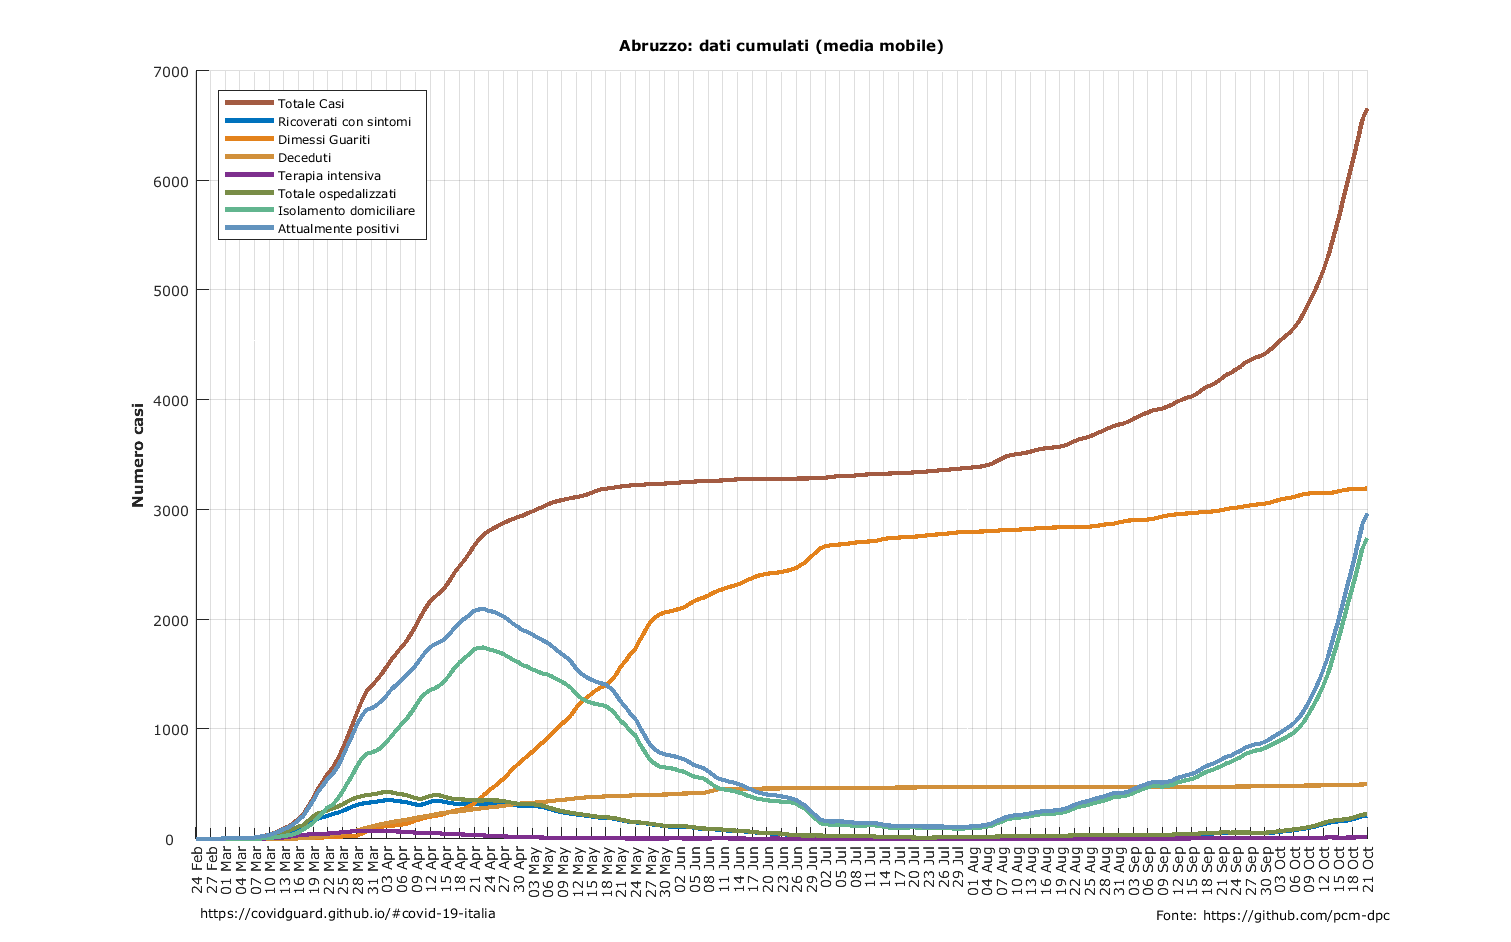 Abruzzo: dati cumulati (media mobile)
7000
6000
5000
4000
3000
2000
1000
0
Numero casi
Totale Casi
Ricoverati con sintomi
Dimessi Guariti
Deceduti
Terapia intensiva
Totale ospedalizzati
Isolamento domiciliare
Attualmente positivi
24 Feb
27 Feb
01 Mar
04 Mar
07 Mar
10 Mar
13 Mar
16 Mar
19 Mar
22 Mar
25 Mar
28 Mar
31 Mar
03 Apr
06 Apr
09 Apr
12 Apr
15 Apr
18 Apr
21 Apr
24 Apr
27 Apr
30 Apr
03 May
06 May
09 May
12 May
15 May
18 May
21 May
24 May
27 May
30 May
02 Jun
05 Jun
08 Jun
11 Jun
14 Jun
17 Jun
20 Jun
23 Jun
26 Jun
29 Jun
02 Jul
05 Jul
08 Jul
11 Jul
14 Jul
17 Jul
20 Jul
23 Jul
26 Jul
29 Jul
01 Aug
04 Aug
07 Aug
10 Aug
13 Aug
16 Aug
19 Aug
22 Aug
25 Aug
28 Aug
31 Aug
03 Sep
06 Sep
09 Sep
12 Sep
15 Sep
18 Sep
21 Sep
24 Sep
27 Sep
30 Sep
03 Oct
06 Oct
09 Oct
12 Oct
15 Oct
18 Oct
21 Oct
https://covidguard.github.io/#covid-19-italia
Fonte: https://github.com/pcm-dpc